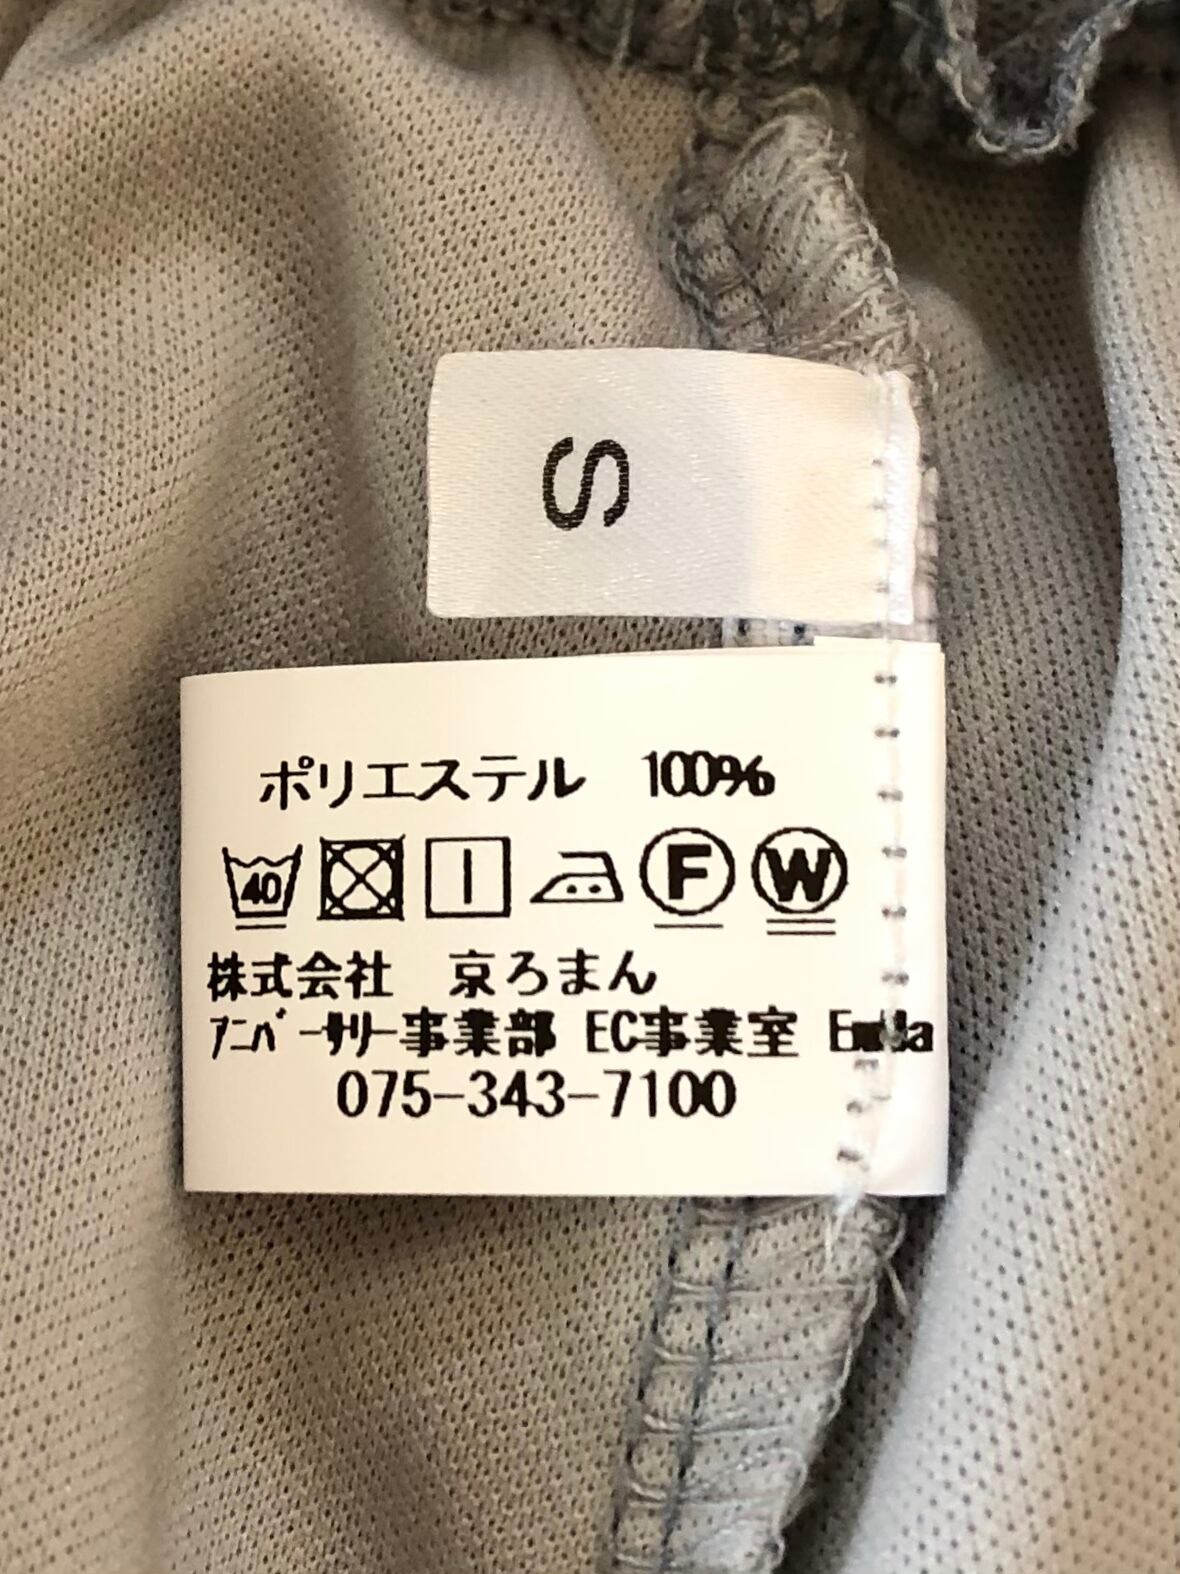 S
ポリエステル 100%
40 F W
株式会社 京ろまん
アニバーサリー事業部 EC事業室
075-343-7100